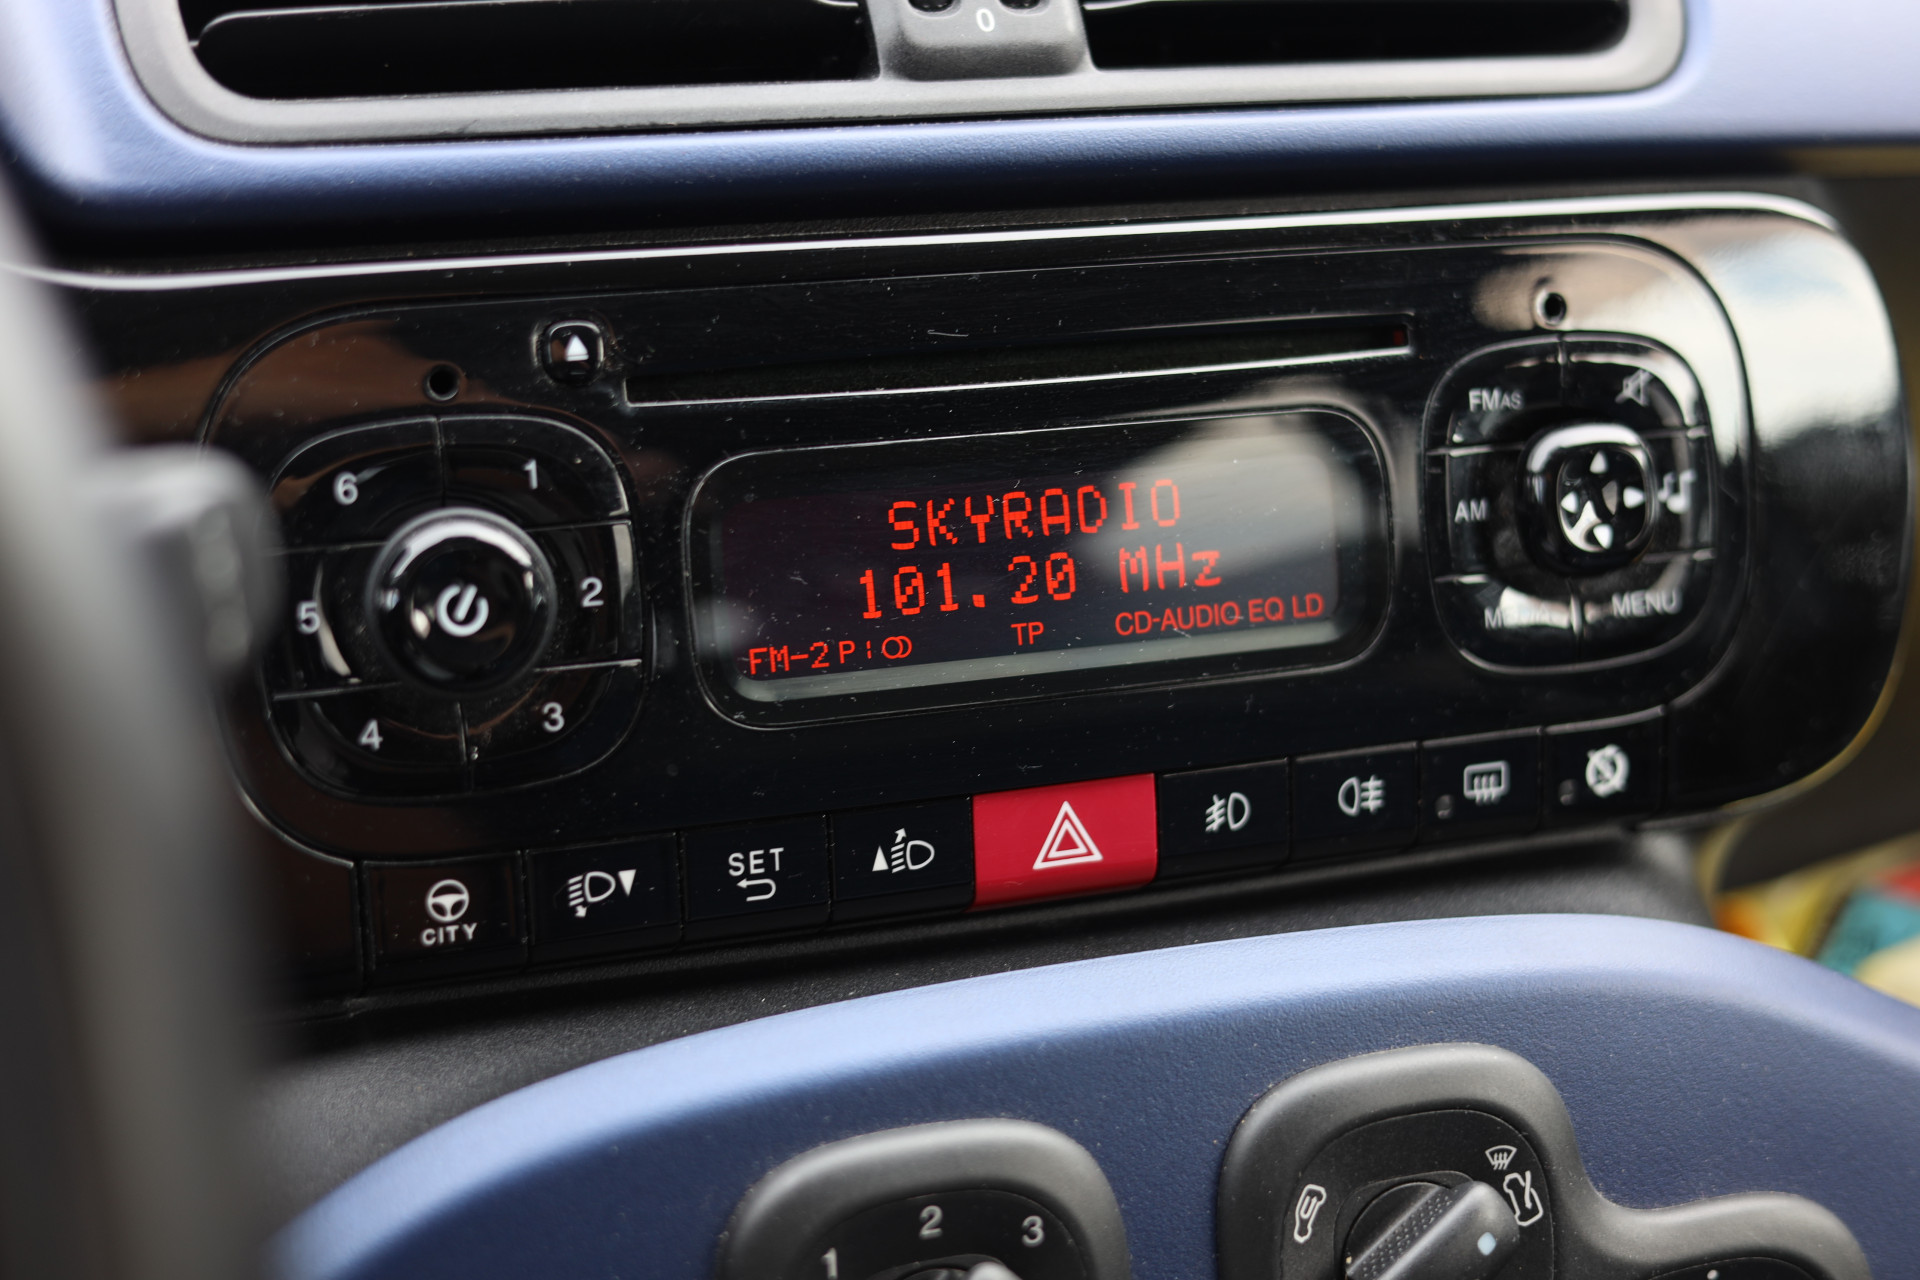 0
FMAS
6 1
AM
SKYRADIO
5 2
101.20 MHz
MENU
FM-2 P1 TP CD-AUDIO EQ LD
4 3
SET
CITY
1 2 3